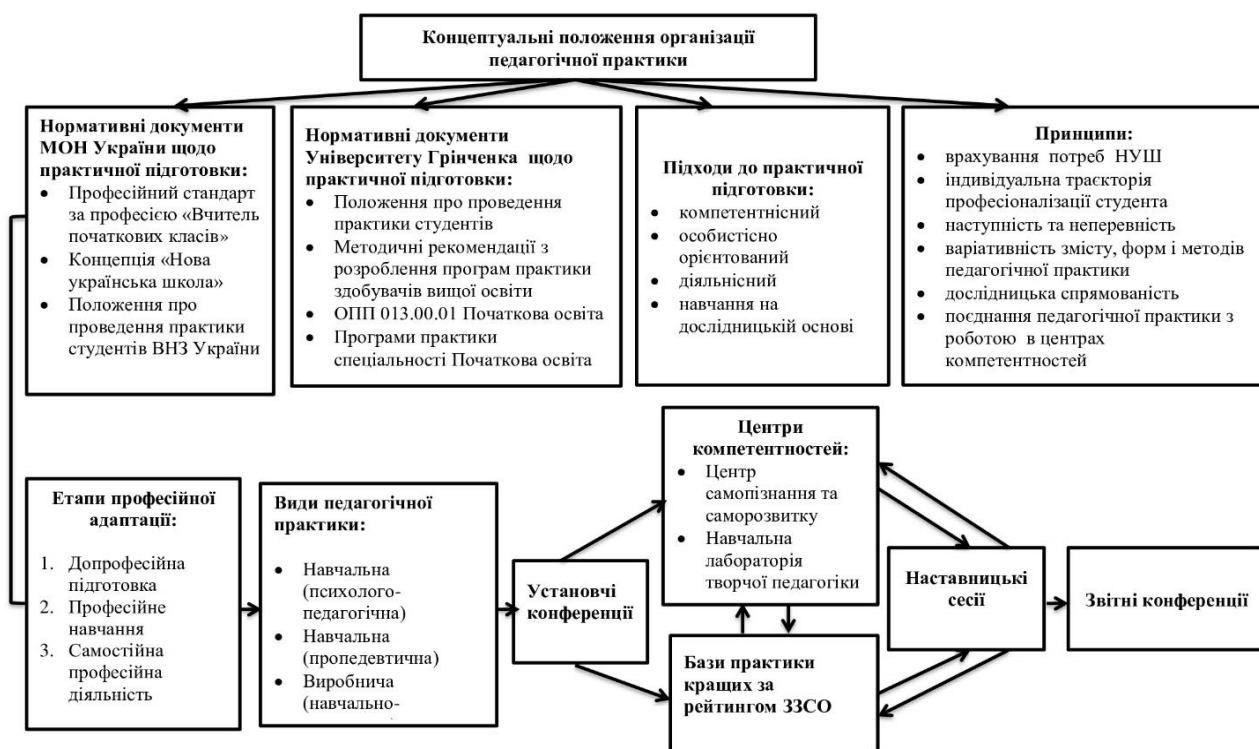 Концептуальні положення організації
педагогічної практики
Нормативні документи
МОН України щодо
практичної підготовки:
• Професійний стандарт
за професією «Вчитель
початкових класів»
• Концепція «Нова
українська школа»
• Положення про
проведення практики
студентів ВНЗ України
Нормативні документи
Університету Грінченка щодо
практичної підготовки:
• Положення про проведення
практики студентів
• Методичні рекомендації з
розроблення програм практики
здобувачів вищої освіти
• ОПП 013.00.01 Початкова освіта
• Програми практики
спеціальності Початкова освіта
Підходи до практичної
підготовки:
• компетентнісний
• особистісно
орієнтований
• діяльнісний
• навчання на
дослідницькій основі
Принципи:
• врахування потреб НУШ
• індивідуальна траєкторія
професіоналізації студента
• наступність та неперевність
• варіативність змісту, форм і методів
педагогічної практики
• дослідницька спрямованість
• поєднання педагогічної практики з
роботою в центрах
компетентностей
Етапи професійної
адаптації:
1. Допрофесійна
підготовка
2. Професійне
навчання
3. Самостійна
професійна
діяльність
Види педагогічної
практики:
• Навчальна
(психолого-
педагогічна)
• Навчальна
(пропедевтична)
• Виробнича
(навчально-
Установчі
конференції
Центри
компетентностей:
• Центр
самопізнання та
саморозвитку
• Навчальна
лабораторія
творчої педагогіки
Бази практики
кращих за
рейтингом ЗЗСО
Наставницькі
сесії
Звітні конференції